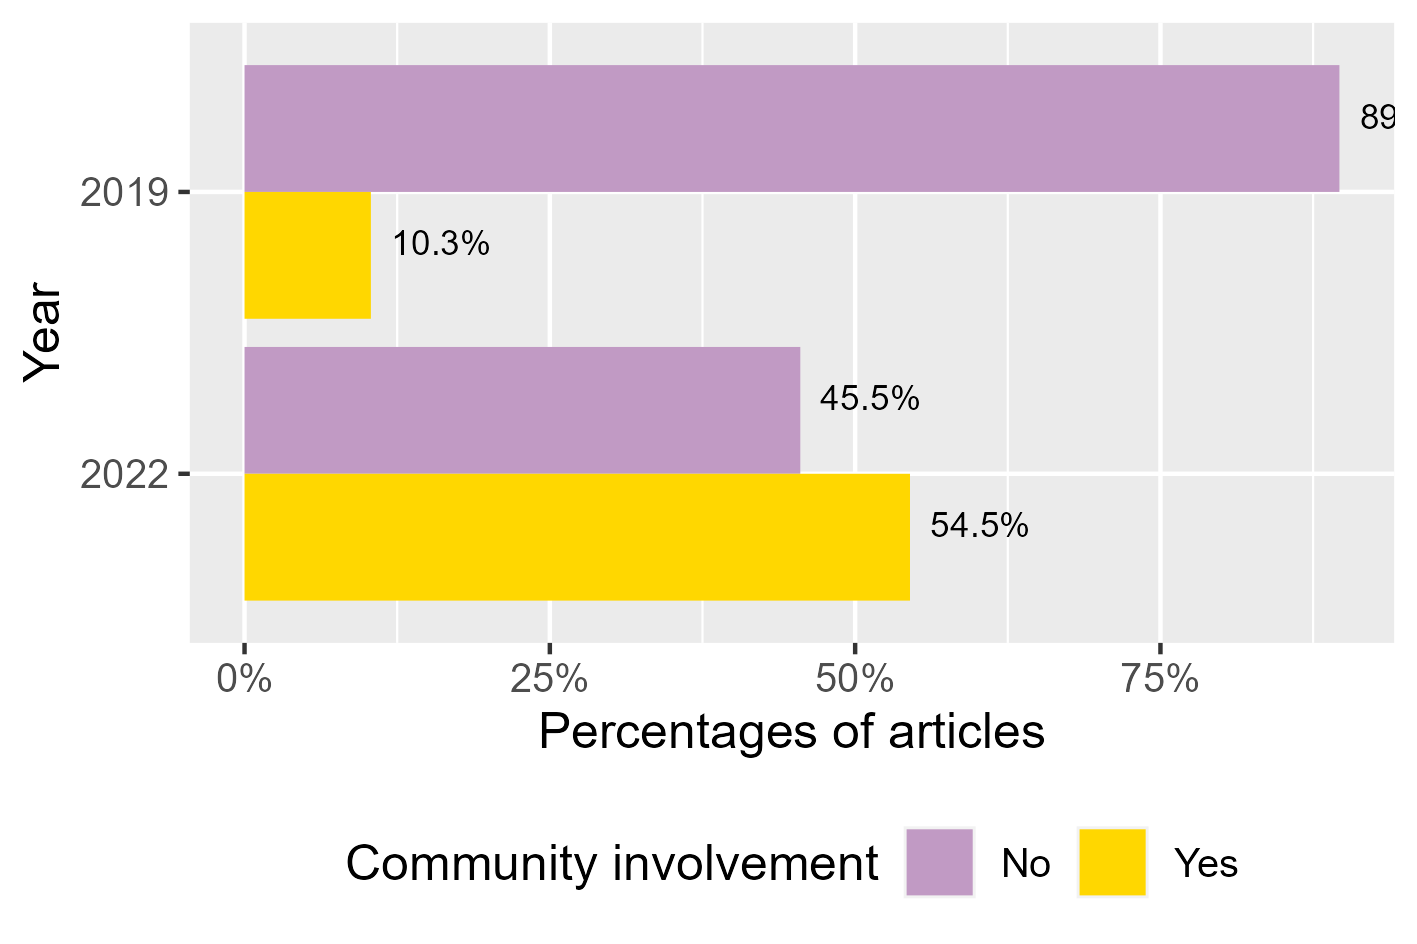 89
2019
10.3%
Year
45.5%
2022
54.5%
0% 25% 50% 75%
Percentages of articles
Community involvement No Yes